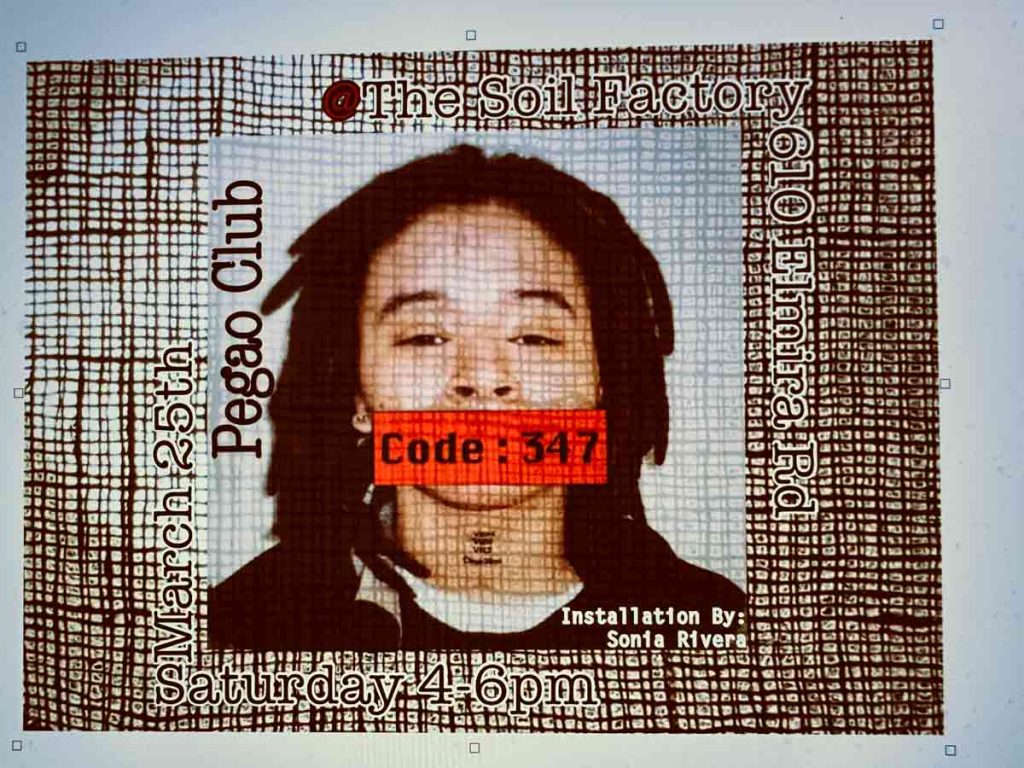 @The Soil Factory
610 Elmira Rd
Pegao Club
March 25th
Code: 347
Installation By:
Sonia Rivera
Saturday 4-6pm